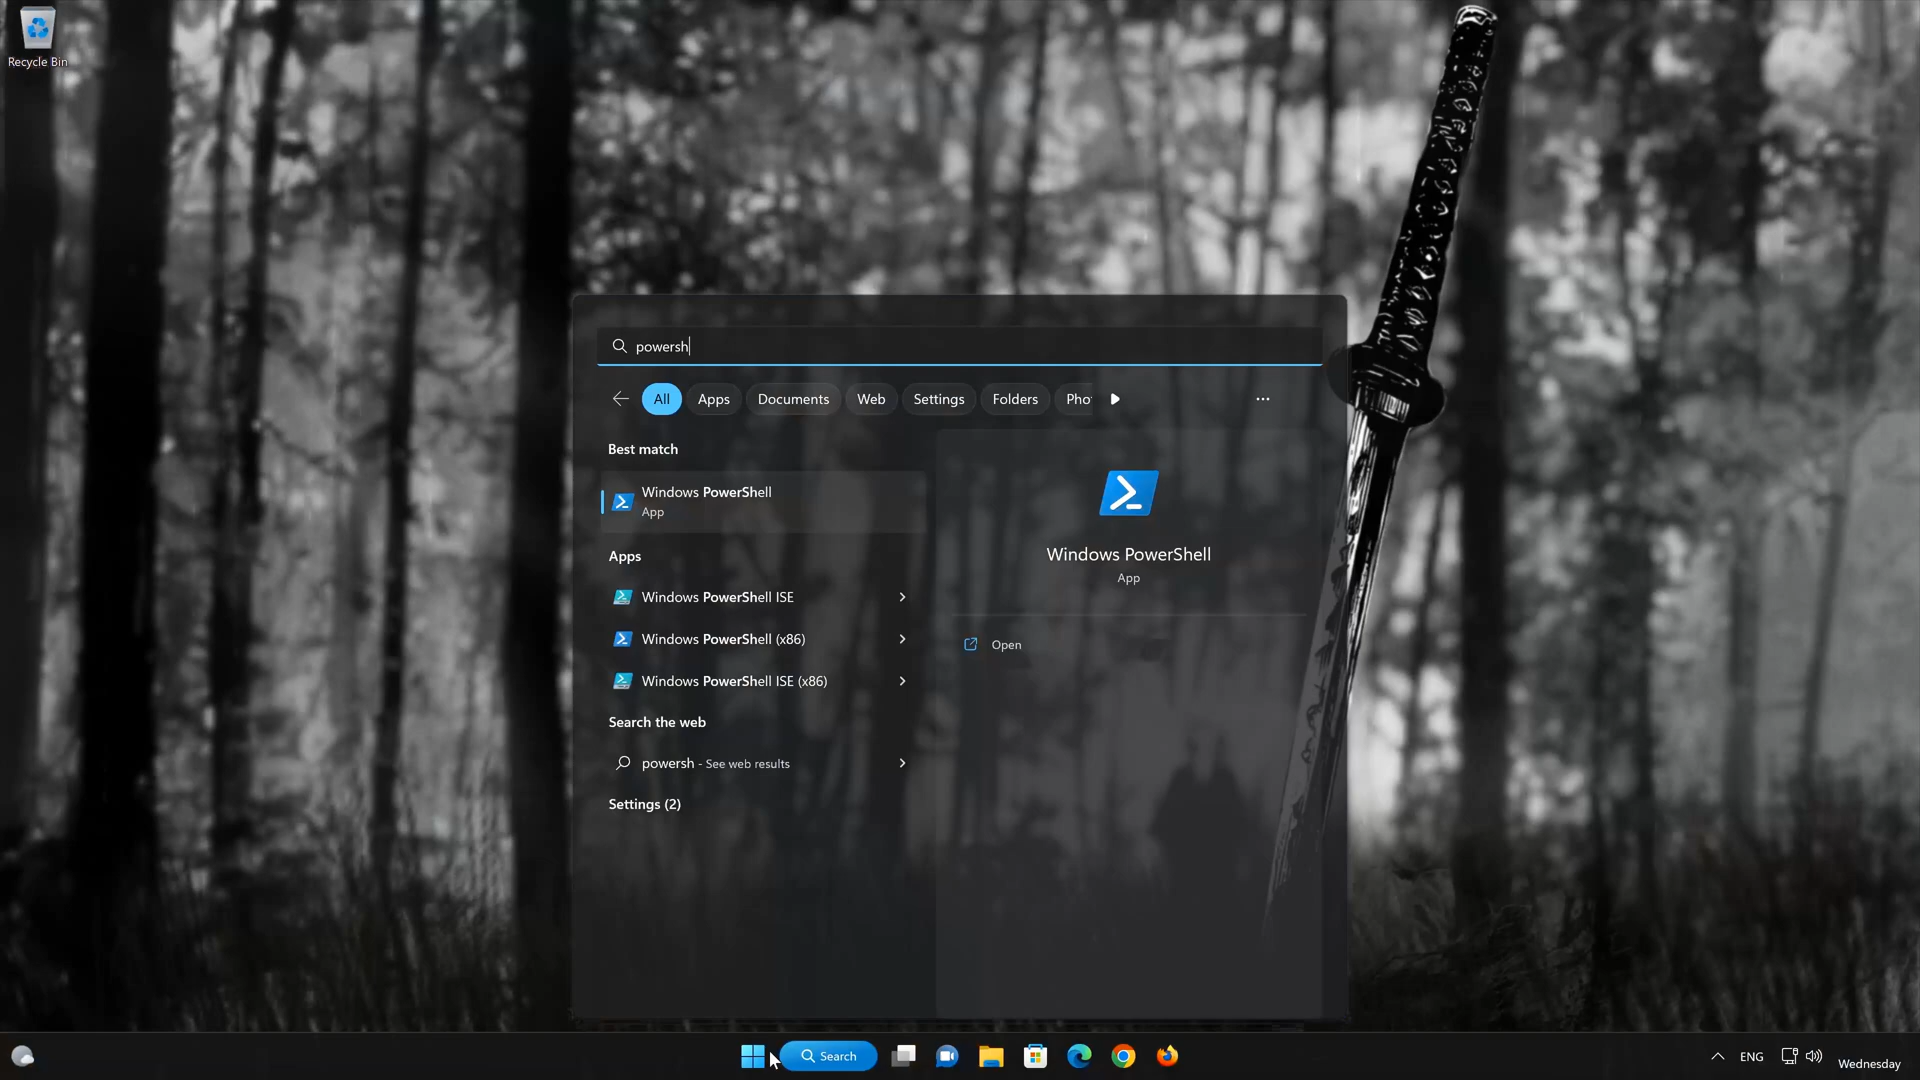 Recycle Bin
powersh
All
Apps
Documents
Web
Settings
Folders
Pho
...
Best match
Windows PowerShell
App
Apps
Windows PowerShell ISE
Windows PowerShell (x86)
Windows PowerShell ISE (x86)
Search the web
powersh - See web results
Settings (2)
Windows PowerShell
App
Open
Search
ENG
Wednesday